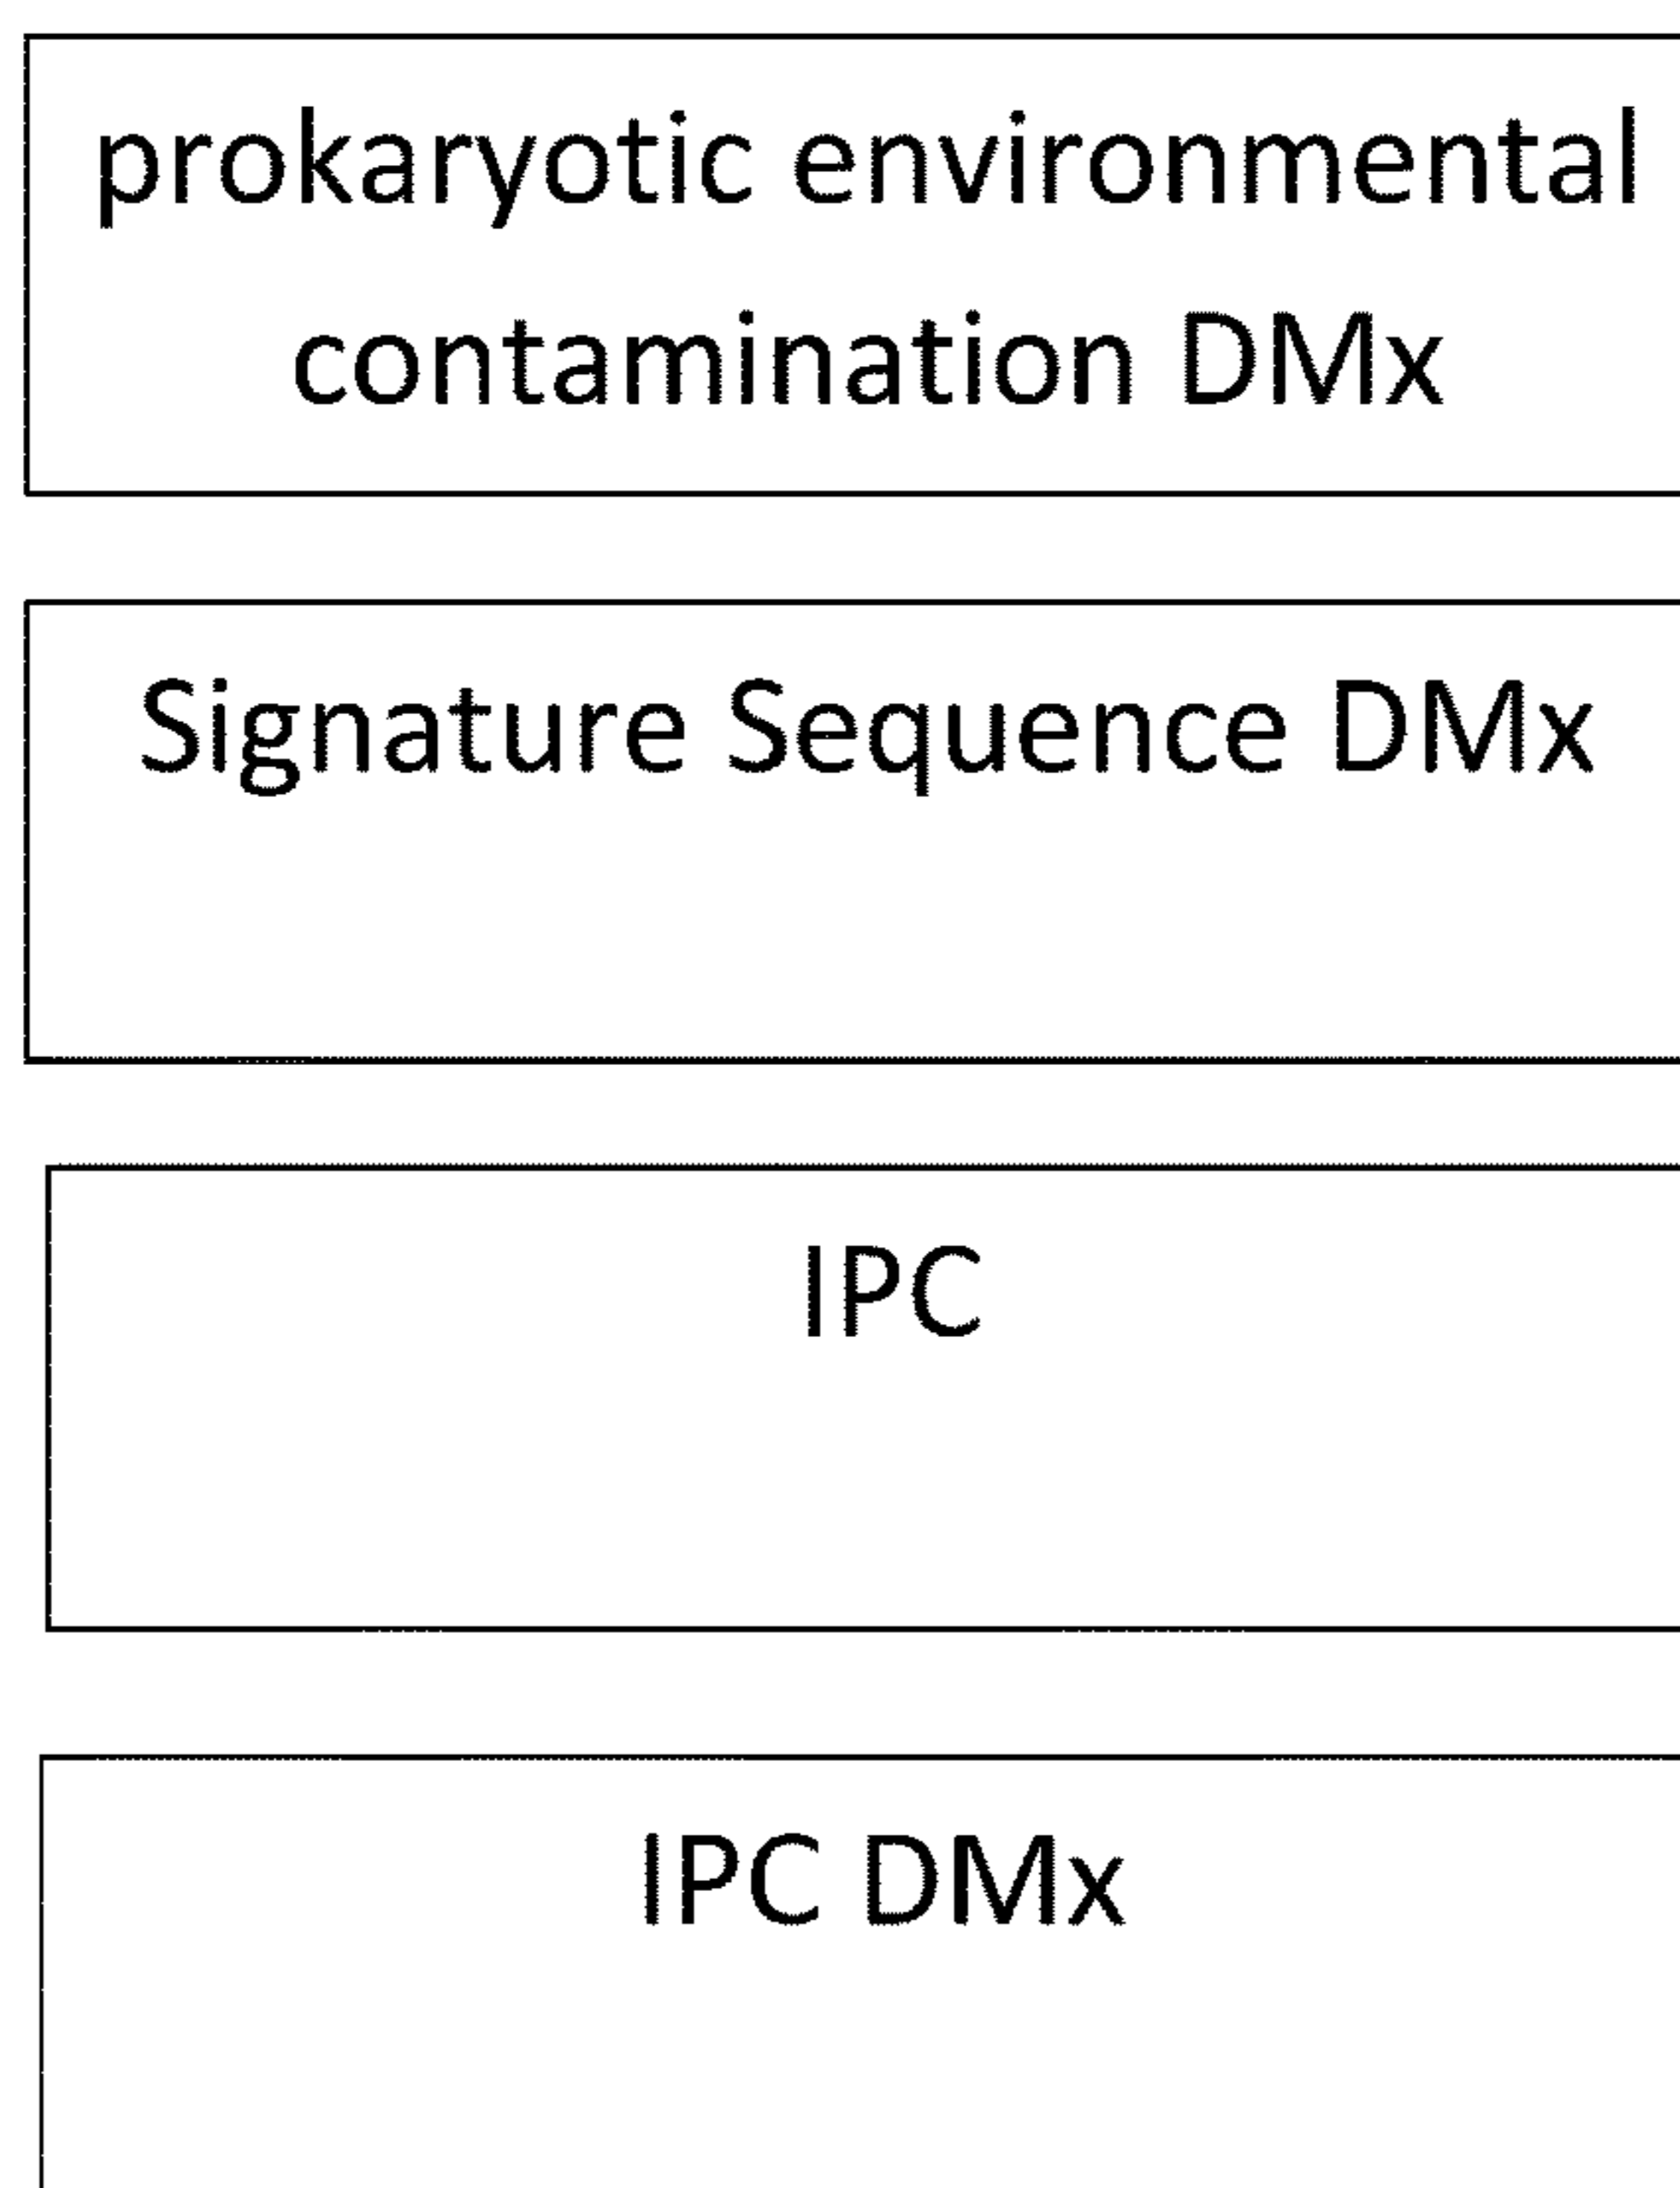 prokaryotic environmental
contamination DMx
Signature Sequence DMx
IPC
IPC DMx